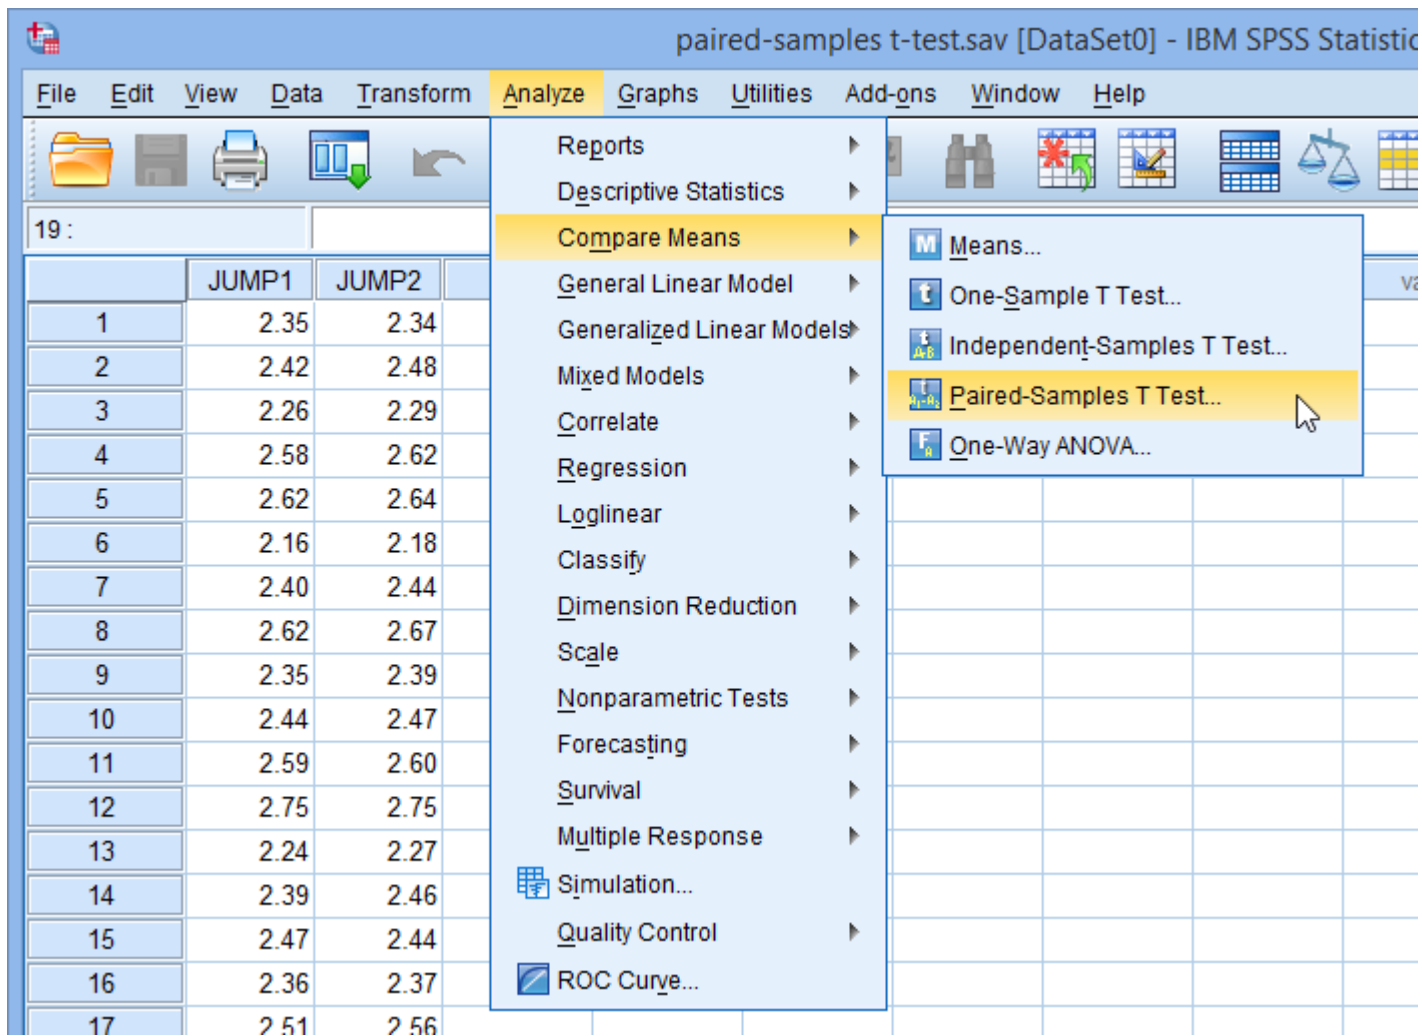 paired-samples t-test.sav [DataSet0] - IBM SPSS Statistic
File Edit View Data Transform Analyze Graphs Utilities Add-ons Window Help
19 :
JUMP1 JUMP2
1 2.35 2.34
2 2.42 2.48
3 2.26 2.29
4 2.58 2.62
5 2.62 2.64
6 2.16 2.18
7 2.40 2.44
8 2.62 2.67
9 2.35 2.39
10 2.44 2.47
11 2.59 2.60
12 2.75 2.75
13 2.24 2.27
14 2.39 2.46
15 2.47 2.44
16 2.36 2.37
17 2.51 2.56
Reports
Descriptive Statistics
Compare Means
General Linear Model
Generalized Linear Models
Mixed Models
Correlate
Regression
Loglinear
Classify
Dimension Reduction
Scale
Nonparametric Tests
Forecasting
Survival
Multiple Response
Simulation...
Quality Control
ROC Curve...
M Means...
t One-Sample T Test...
Independent-Samples T Test...
Paired-Samples T Test...
One-Way ANOVA...
va